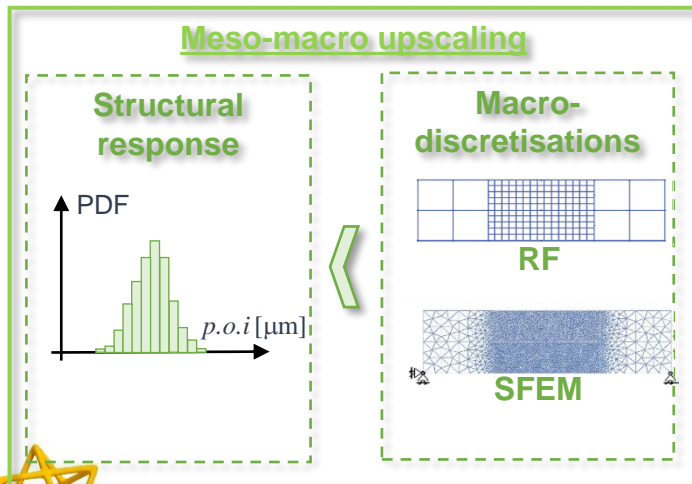 Meso-macro upscaling
Structural
response
PDF
p.o.i [μm]
Macro-
discretisations
RF
SFEM